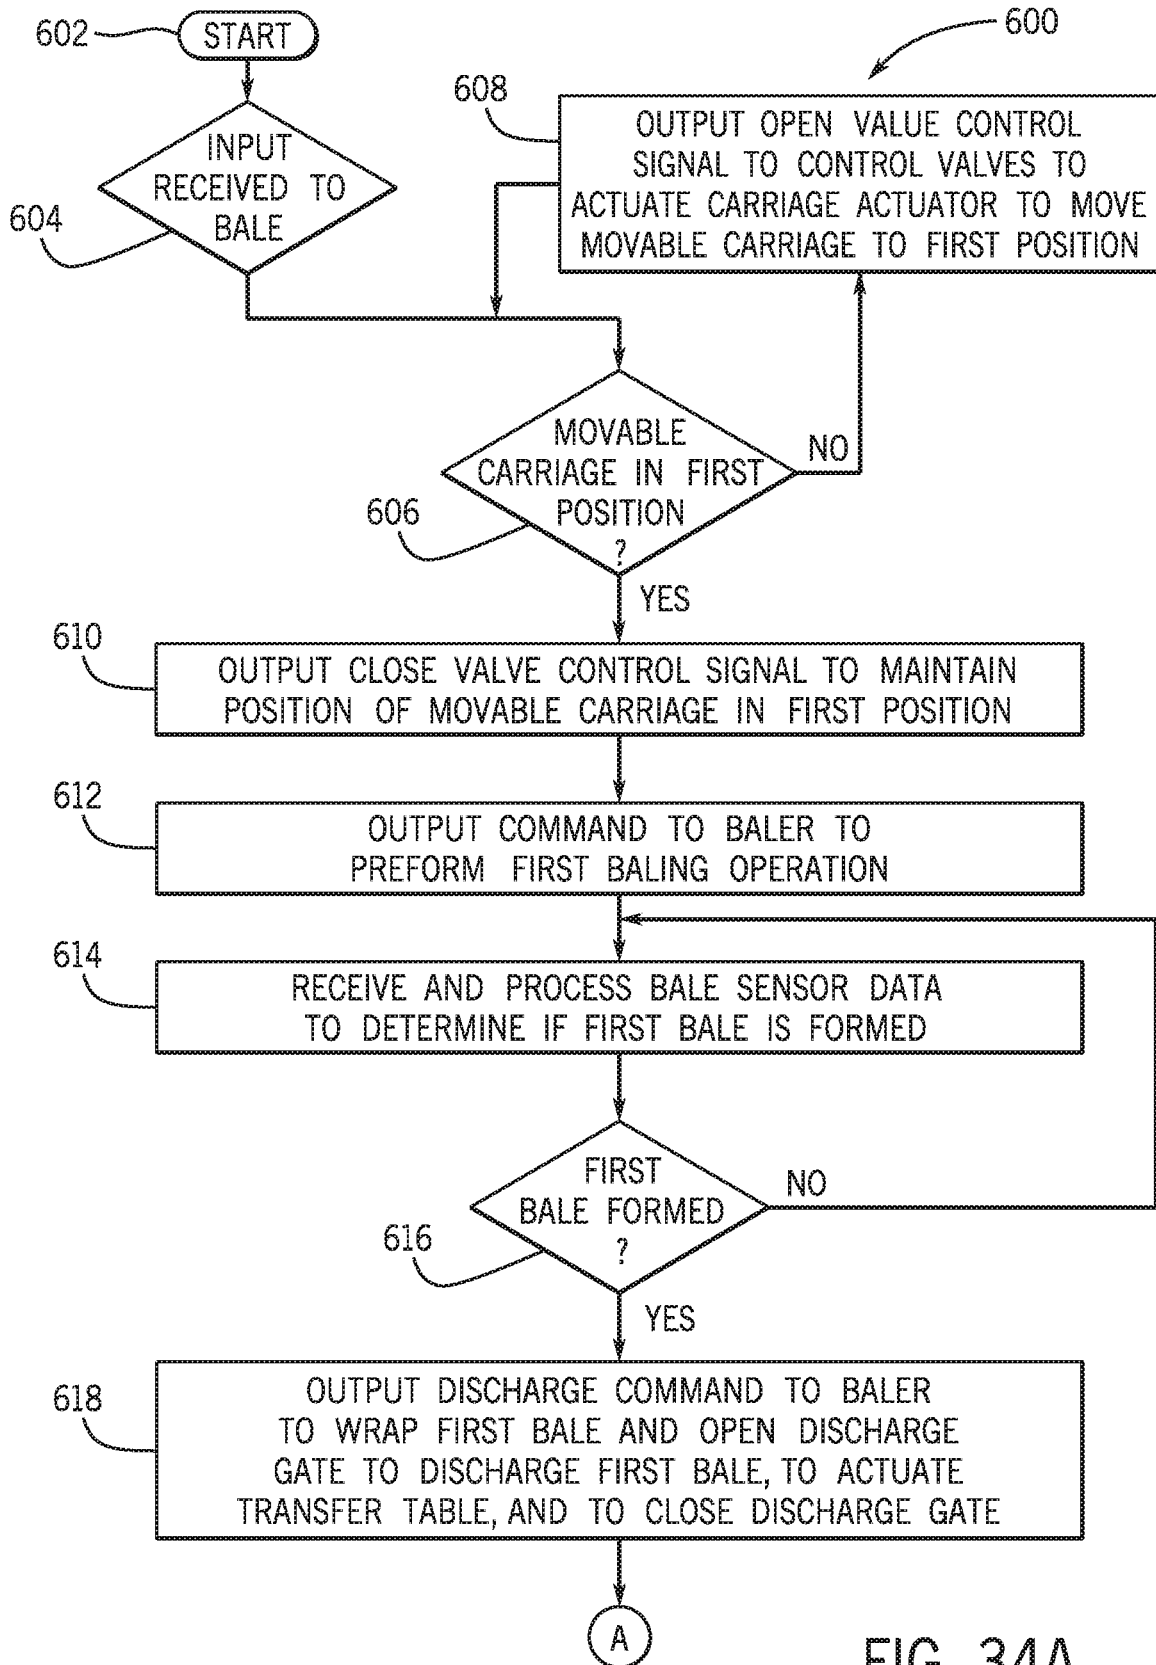 602
START
600
608
OUTPUT OPEN VALUE CONTROL
SIGNAL TO CONTROL VALVES TO
ACTUATE CARRIAGE ACTUATOR TO MOVE
MOVABLE CARRIAGE TO FIRST POSITION
INPUT
RECEIVED TO
BALE
604
MOVABLE
CARRIAGE IN FIRST
POSITION
?
NO
606
YES
610
OUTPUT CLOSE VALVE CONTROL SIGNAL TO MAINTAIN
POSITION OF MOVABLE CARRIAGE IN FIRST POSITION
612
OUTPUT COMMAND TO BALER TO
PREFORM FIRST BALING OPERATION
614
RECEIVE AND PROCESS BALE SENSOR DATA
TO DETERMINE IF FIRST BALE IS FORMED
FIRST
BALE FORMED
?
NO
616
YES
618
OUTPUT DISCHARGE COMMAND TO BALER
TO WRAP FIRST BALE AND OPEN DISCHARGE
GATE TO DISCHARGE FIRST BALE, TO ACTUATE
TRANSFER TABLE, AND TO CLOSE DISCHARGE GATE
A
FIG. 34A